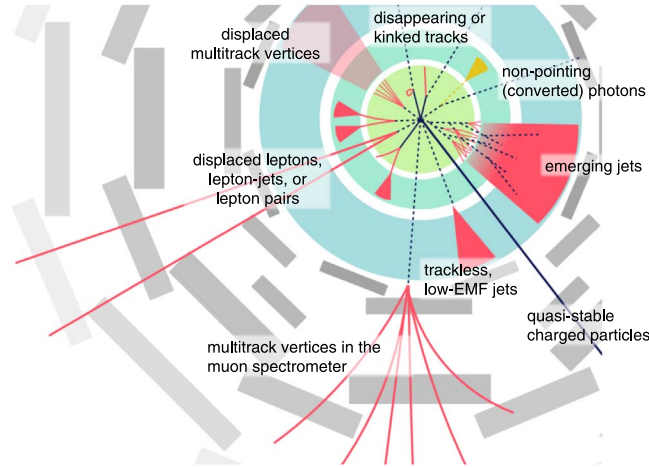 disappearing or
kinked tracks
displaced
multitrack vertices
non-pointing
(converted) photons
displaced leptons,
lepton-jets, or
lepton pairs
emerging jets
trackless,
low-EMF jets
quasi-stable
charged particles
multitrack vertices in the
muon spectrometer